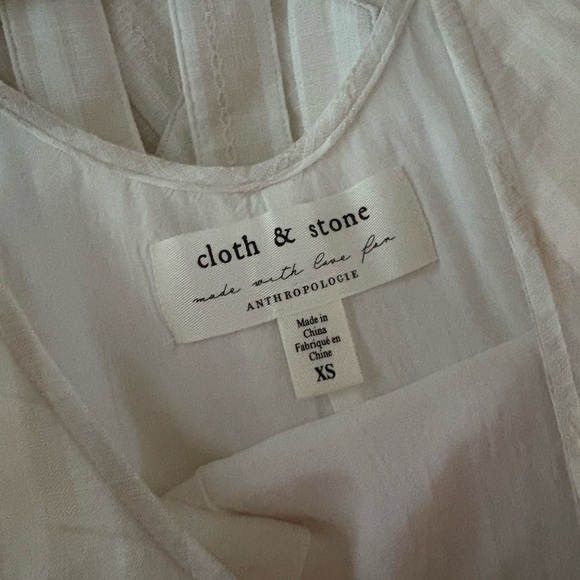 cloth & stone
made with love for
ANTHROPOLOGIE
Made in
China
Fabriqué en
Chine
XS